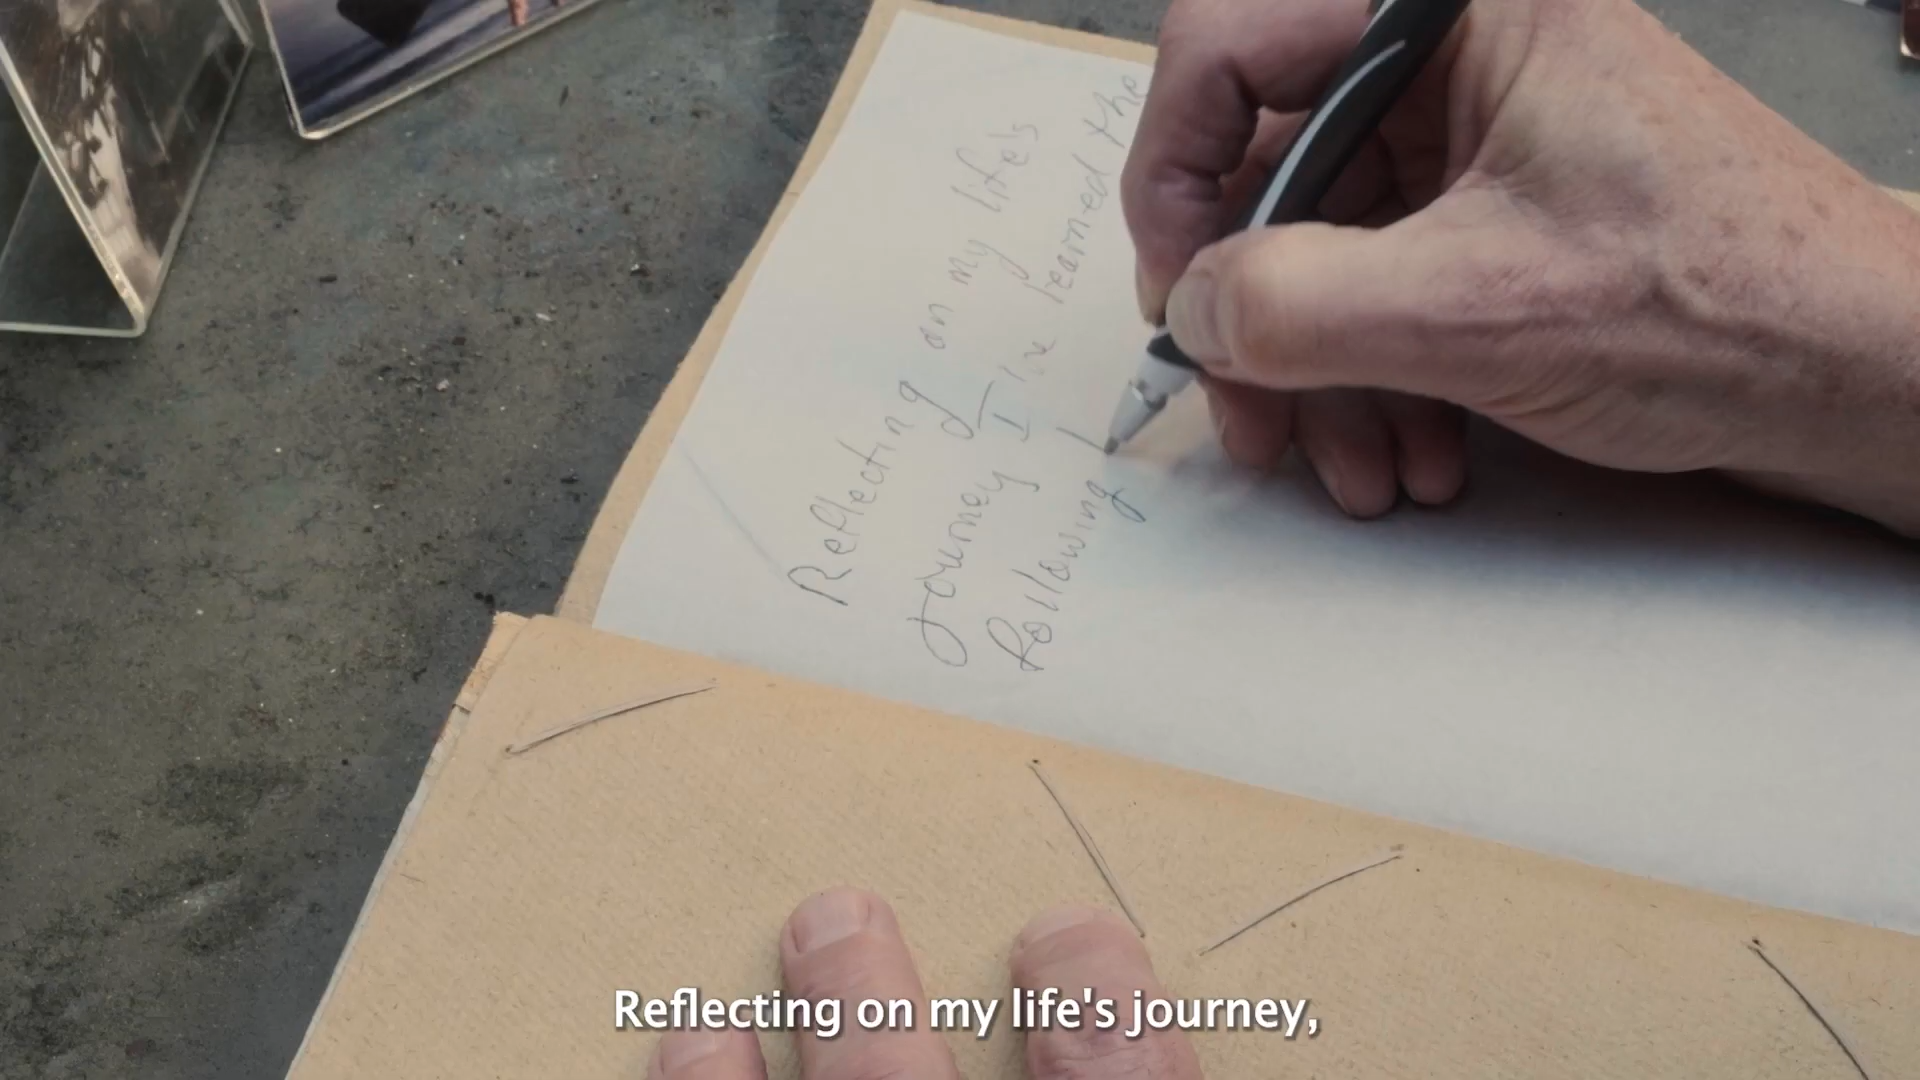 Reflecting on my life's
Journey I've learned the
following
Reflecting on my life's journey,